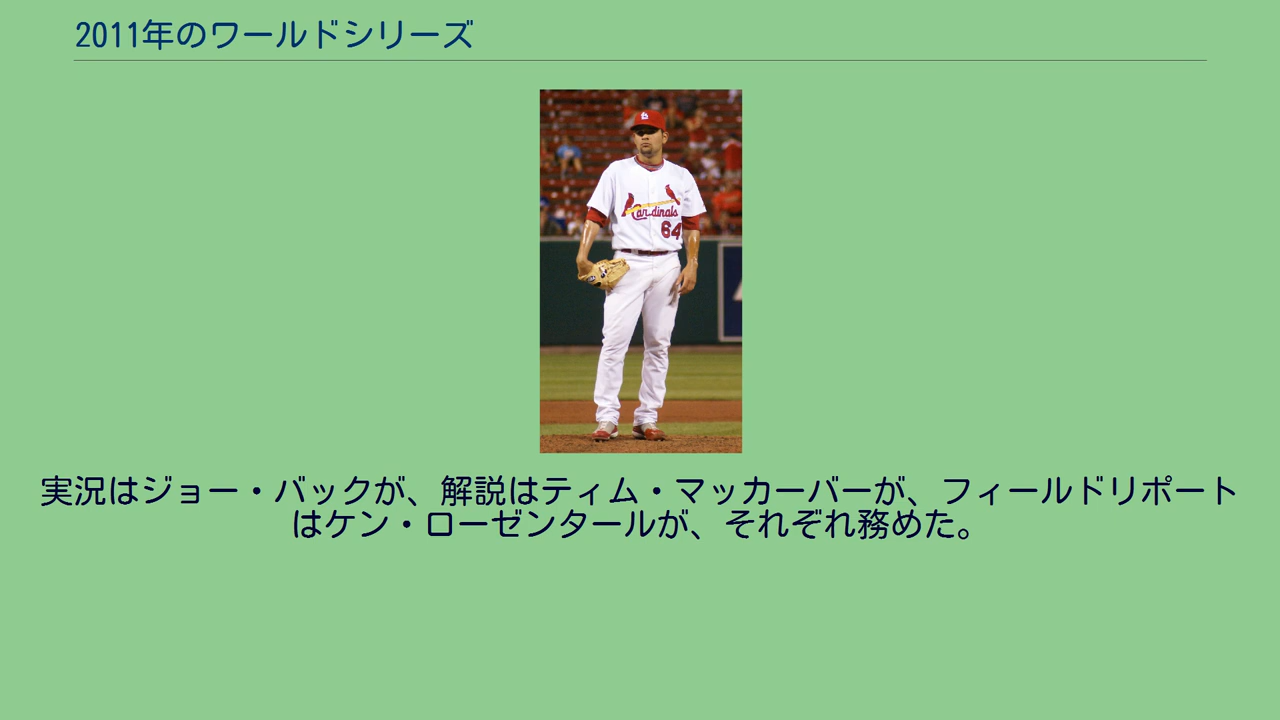 2011年のワールドシリーズ
Cardinals
64
実況はジョー・バックが、解説はティム・マッカーバーが、フィールドリポート
はケン・ローゼンタールが、それぞれ務めた。